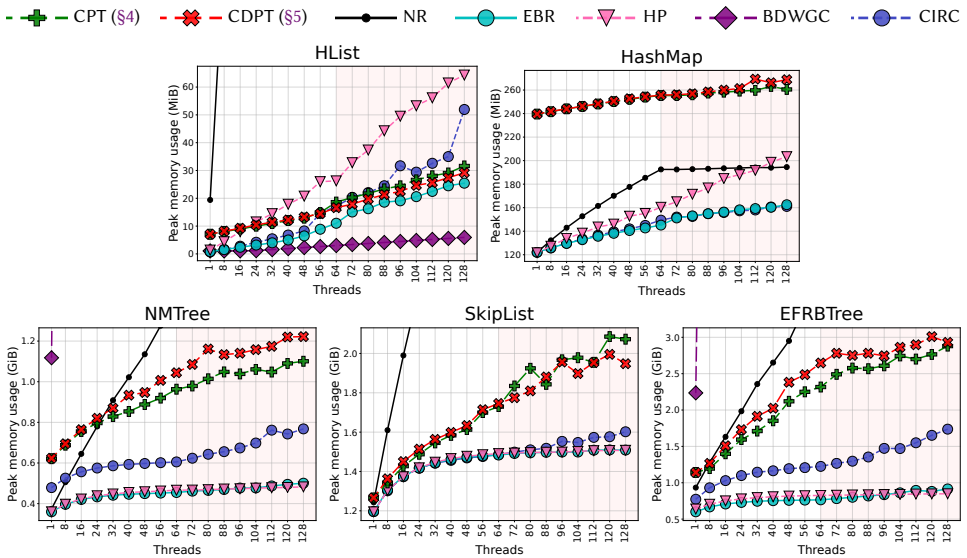 CPT (§4) CDPT (§5) NR EBR HP BDWGC CIRC
HList
Peak memory usage (MiB)
60
50
40
30
20
10
0
1 8 16 24 32 40 48 56 64 72 80 88 96 104 112 120 128
Threads
HashMap
Peak memory usage (MiB)
260
240
220
200
180
160
140
120
1 8 16 24 32 40 48 56 64 72 80 88 96 104 112 120 128
Threads
NMTree
Peak memory usage (GiB)
1.2
1.0
0.8
0.6
0.4
1 8 16 24 32 40 48 56 64 72 80 88 96 104 112 120 128
Threads
SkipList
Peak memory usage (GiB)
2.0
1.8
1.6
1.4
1.2
1 8 16 24 32 40 48 56 64 72 80 88 96 104 112 120 128
Threads
EFRBTree
Peak memory usage (GiB)
3.0
2.5
2.0
1.5
1.0
0.5
1 8 16 24 32 40 48 56 64 72 80 88 96 104 112 120 128
Threads